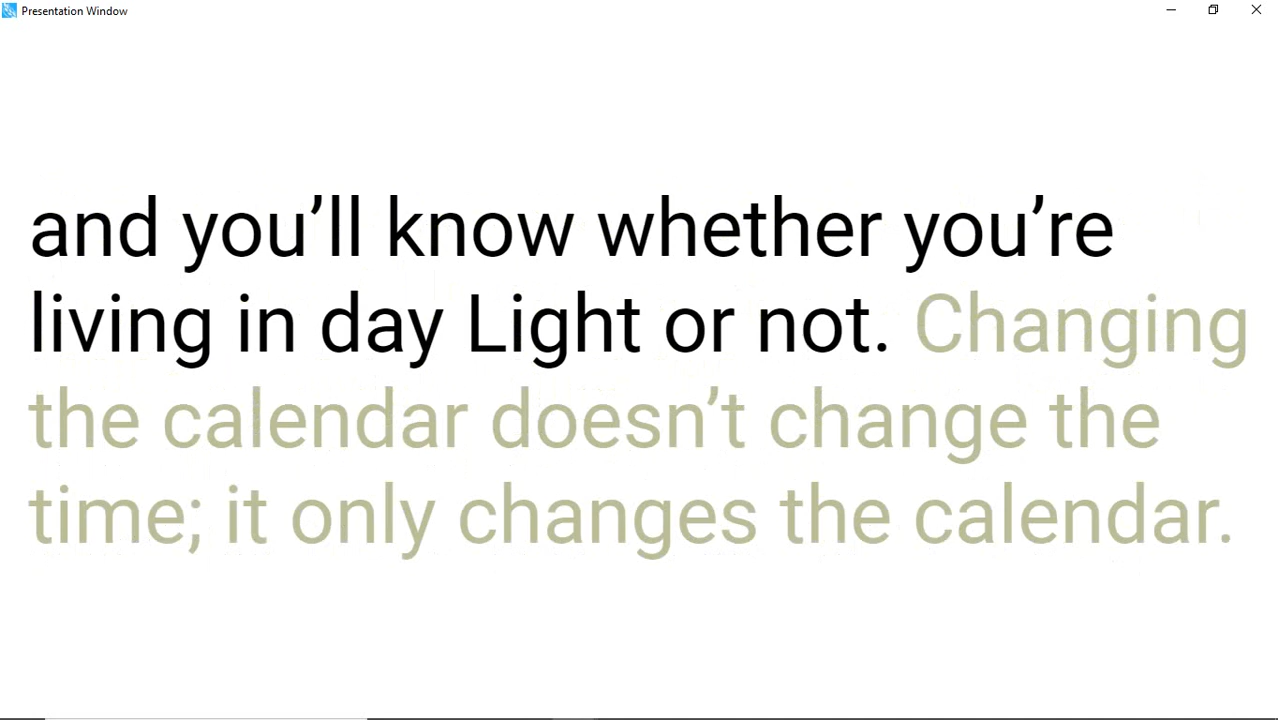 Presentation Window
and you’ll know whether you’re
living in day Light or not. Changing
the calendar doesn’t change the
time; it only changes the calendar.